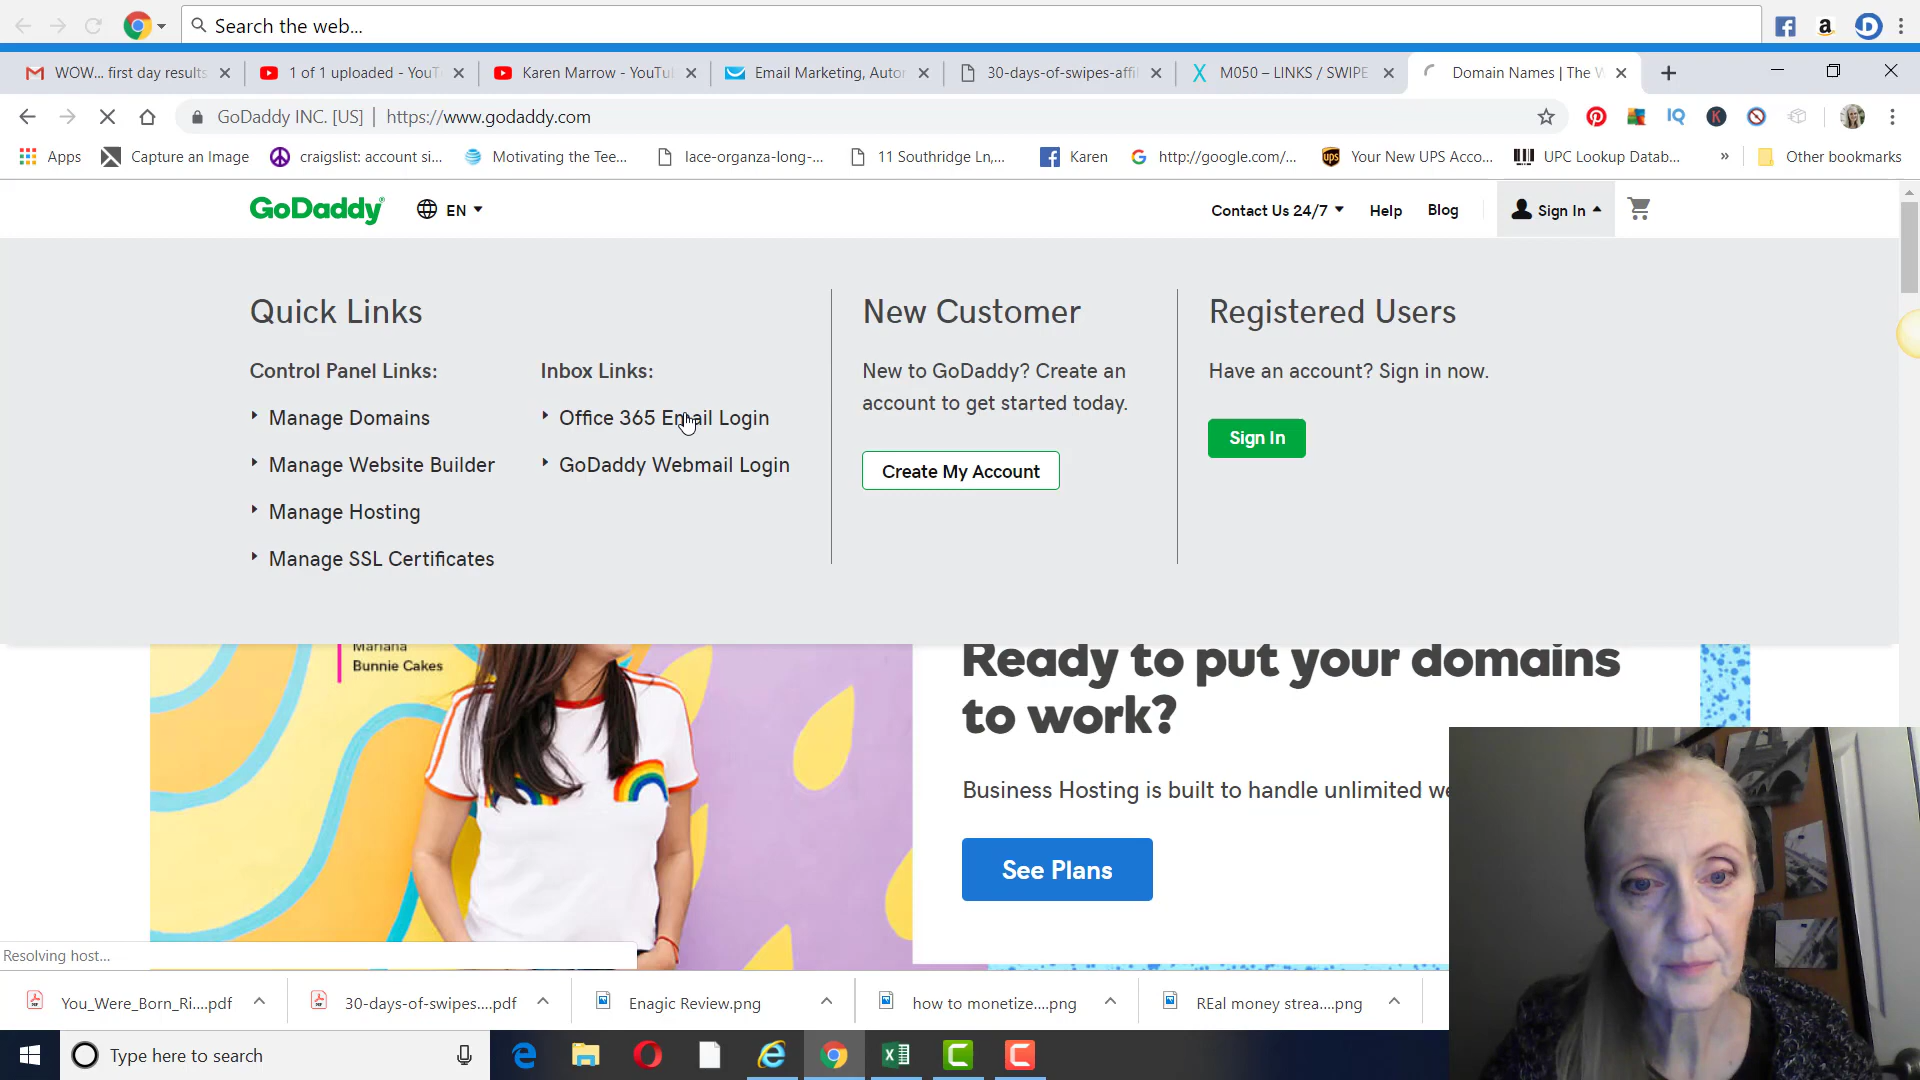 Search the web...
a
WOW... first day results
1 of 1 uploaded - YouT
Karen Marrow - YouTu
Email Marketing, Autor
30-days-of-swipes-affil
M050 – LINKS / SWIPE
Domain Names | The W
GoDaddy INC. [US] | https://www.godaddy.com
IQ
K
Apps
Capture an Image
craigslist: account si...
Motivating the Tee...
lace-organza-long-...
11 Southridge Ln,...
Karen
http://google.com/...
Your New UPS Acco...
UPC Lookup Datab...
»
Other bookmarks
GoDaddy
EN
Contact Us 24/7
Help
Blog
Sign In
Quick Links
Control Panel Links:
Manage Domains
Manage Website Builder
Manage Hosting
Manage SSL Certificates
Inbox Links:
Office 365 Email Login
GoDaddy Webmail Login
New Customer
New to GoDaddy? Create an
account to get started today.
Create My Account
Registered Users
Have an account? Sign in now.
Sign In
Mariana
Bunnie Cakes
Ready to put your domains
to work?
Business Hosting is built to handle unlimited we
See Plans
Resolving host...
You_Were_Born_Ri....pdf
30-days-of-swipes....pdf
Enagic Review.png
how to monetize....png
REal money strea....png
Type here to search